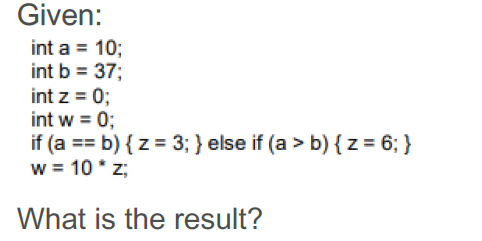 Given:
int a = 10;
int b = 37;
int z = 0;
int w = 0;
if (a == b) { z = 3; } else if (a > b) { z = 6; }
w = 10 * z;
What is the result?